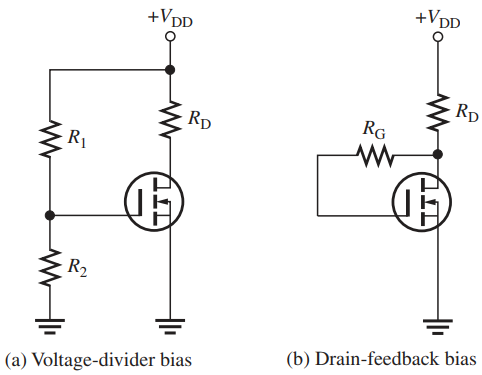 +VDD
RD
R1
R2
(a) Voltage-divider bias
+VDD
RD
RG
(b) Drain-feedback bias